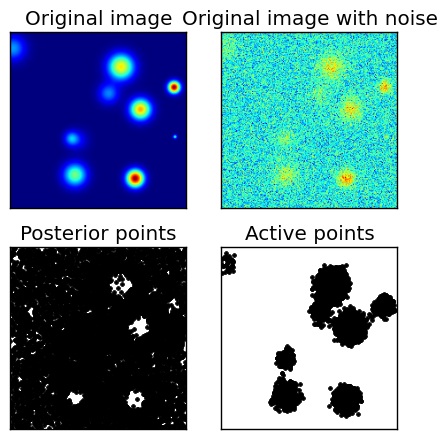 Original image
Original image with noise
Posterior points
Active points